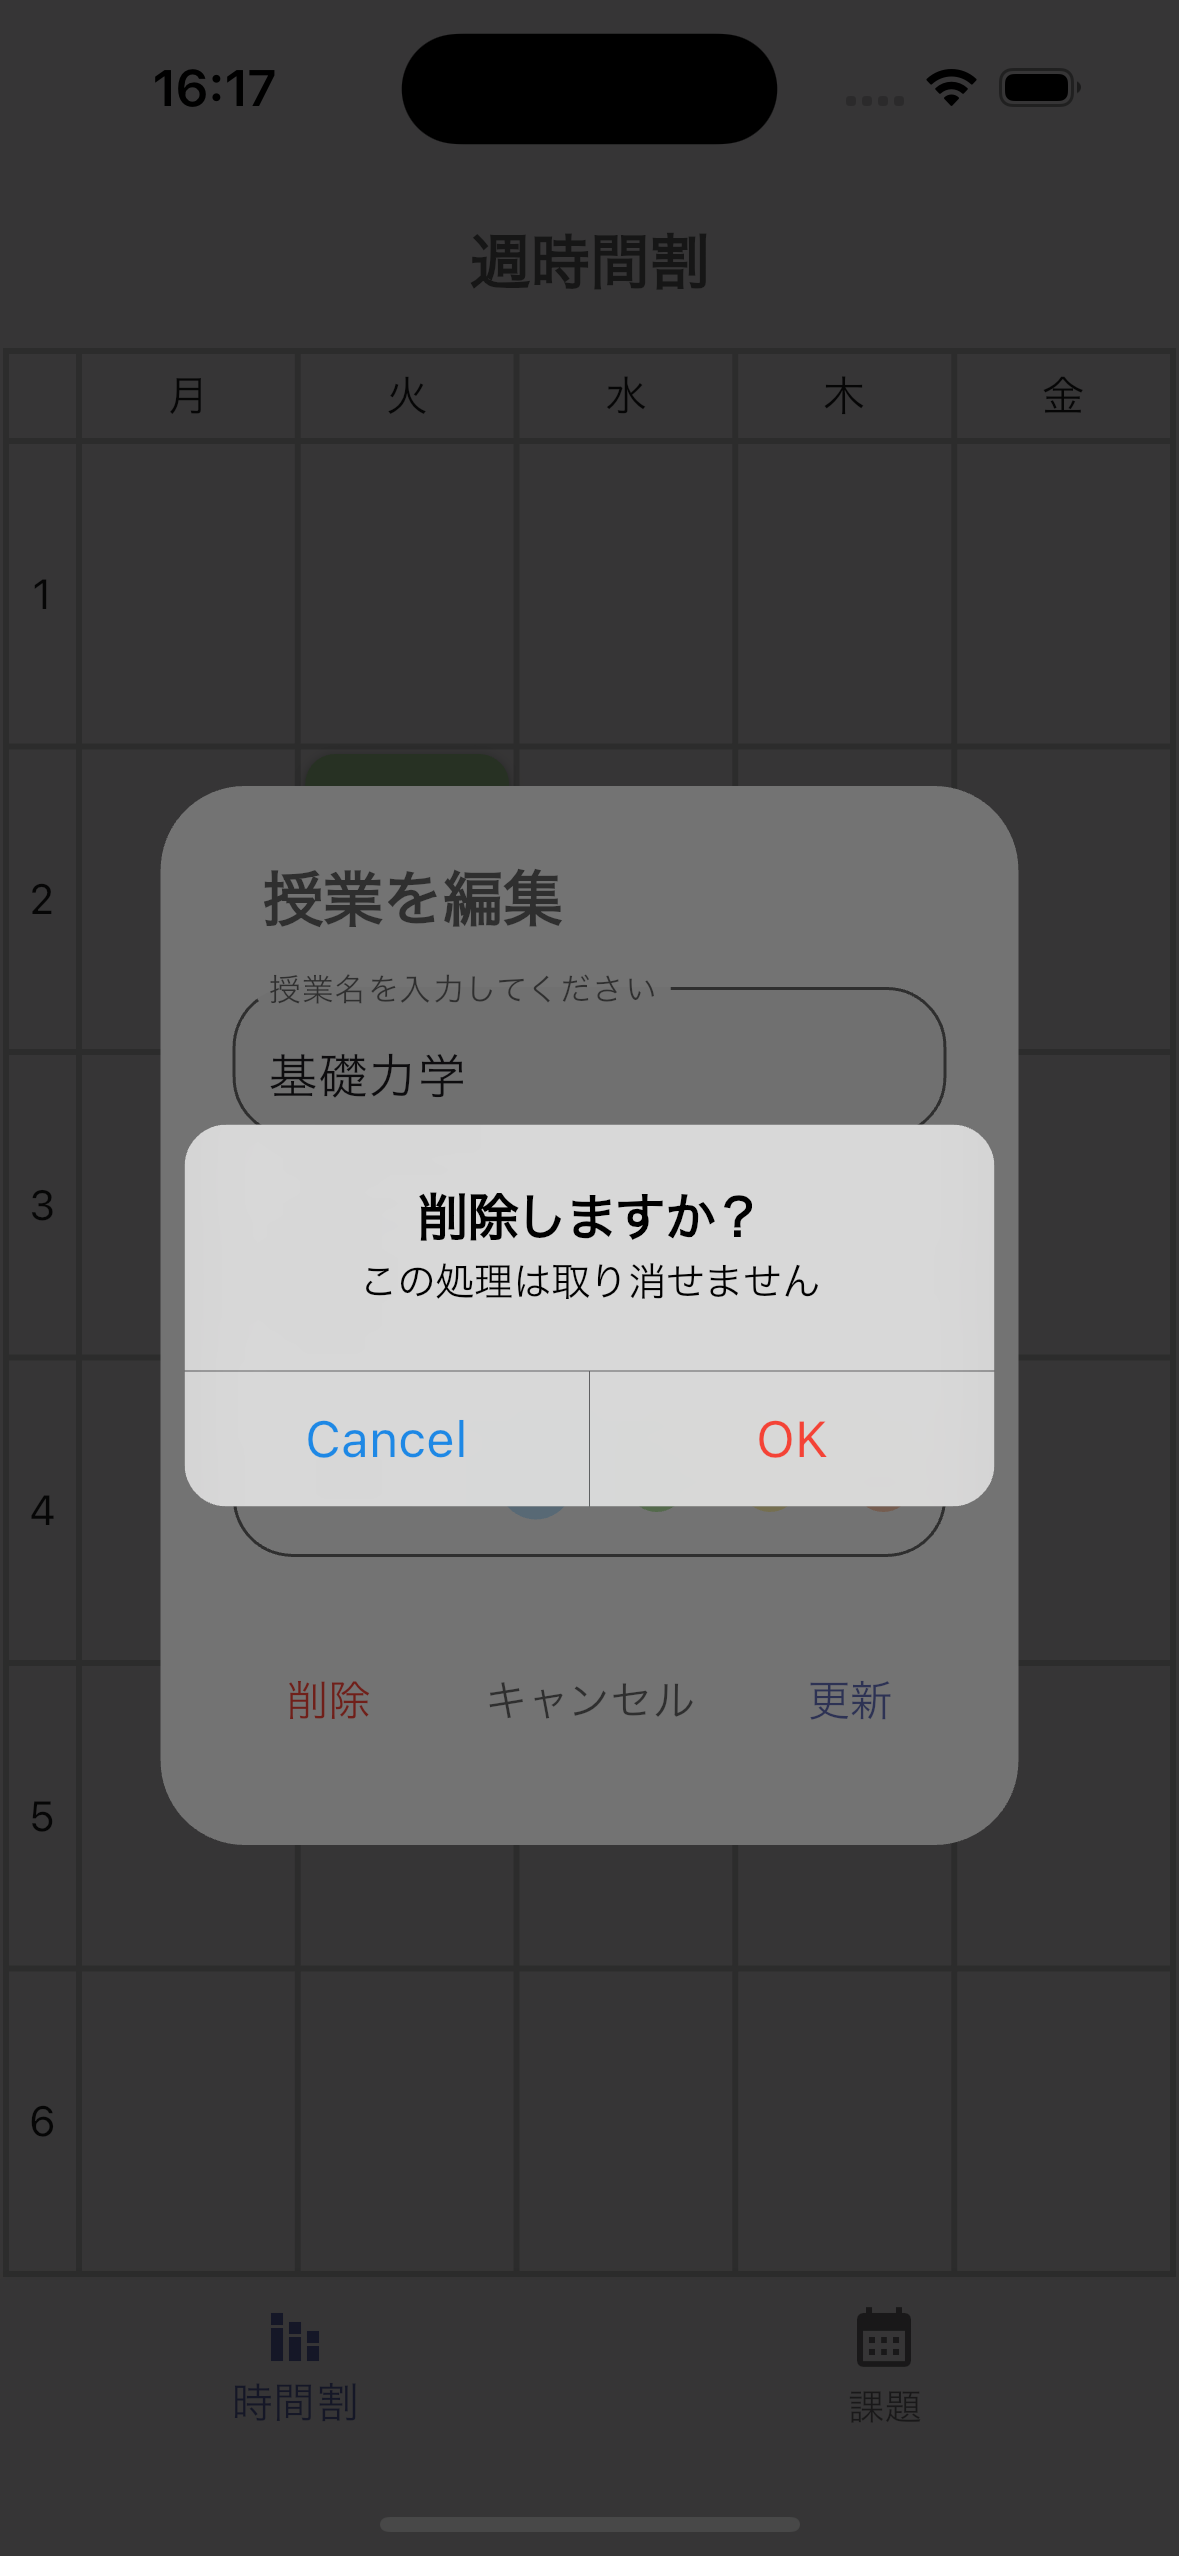 16:17
週時間割
月 火 水 木 金
1
2
授業を編集
授業名を入力してください
基礎力学
3
削除しますか？
この処理は取り消せません
Cancel OK
4
削除 キャンセル 更新
5
6
時間割 課題